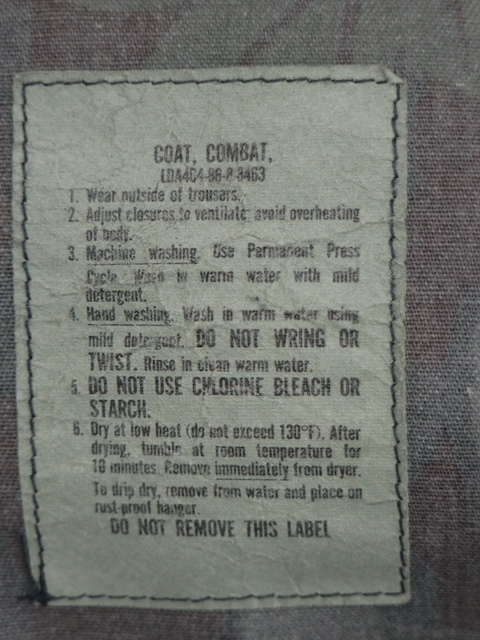 COAT, COMBAT,
LDA404-86-P-3463
1. Wear outside of trousers.
2. Adjust closures to ventilate, avoid overheating
of body.
3. Machine washing. Use Permanent Press
Cycle. Wash in warm water with mild
detergent.
4. Hand washing. Wash in warm water using
mild detergent. DO NOT WRING OR
TWIST. Rinse in clean warm water.
5. DO NOT USE CHLORINE BLEACH OR
STARCH.
6. Dry at low heat (do not exceed 130°F). After
drying, tumble at room temperature for
10 minutes. Remove immediately from dryer.
To drip dry, remove from water and place on
rust-proof hanger.
DO NOT REMOVE THIS LABEL